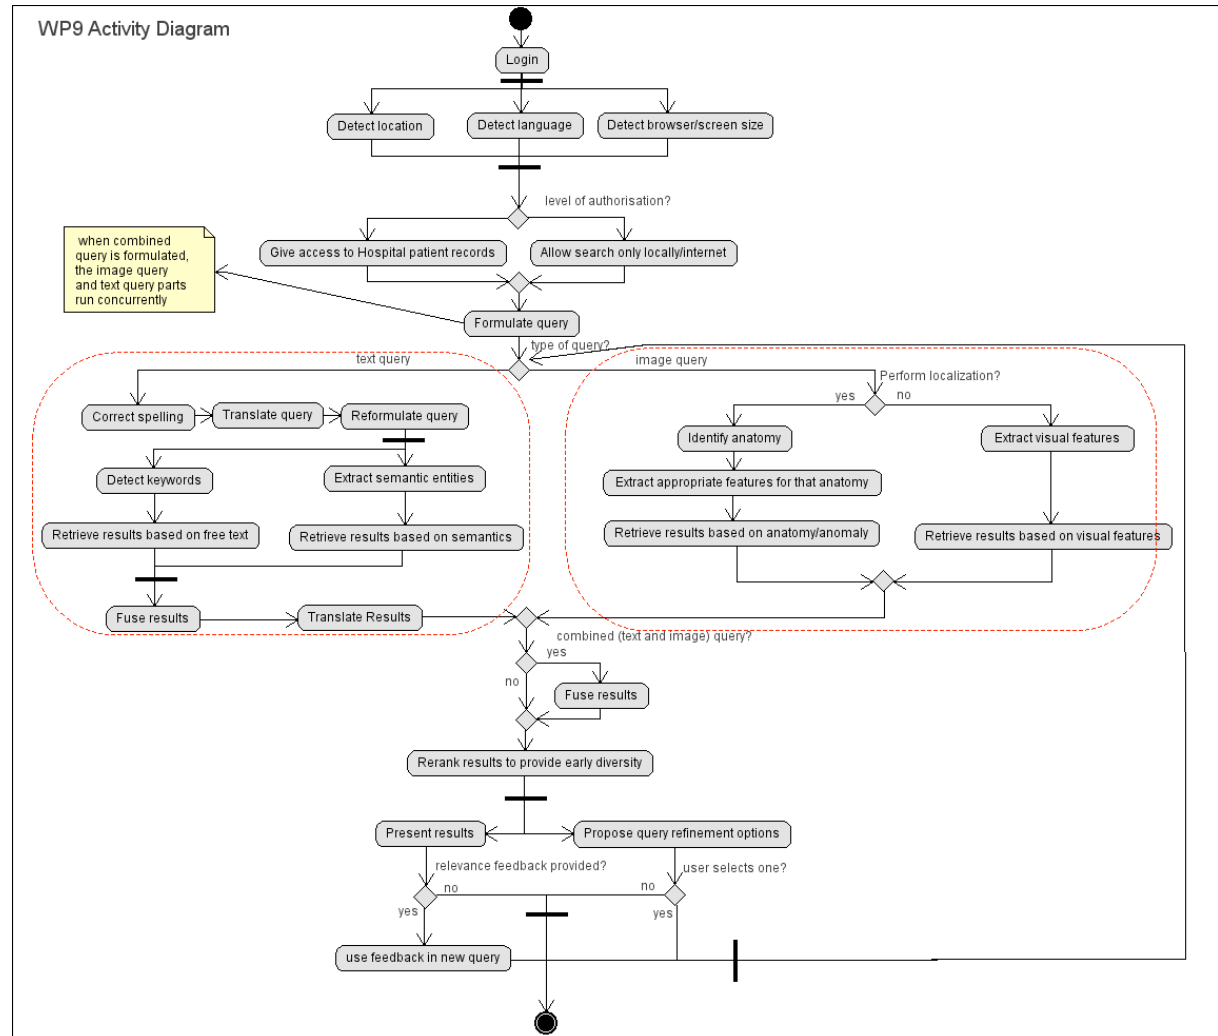 WP9 Activity Diagram
Login
Detect location
Detect language
Detect browser/screen size
level of authorisation?
Give access to Hospital patient records
Allow search only locally/internet
when combined
query is formulated,
the image query
and text query parts
run concurrently
Formulate query
type of query?
text query
image query
Perform localization?
yes
no
Correct spelling
Translate query
Reformulate query
Identify anatomy
Extract visual features
Detect keywords
Extract semantic entities
Extract appropriate features for that anatomy
Retrieve results based on free text
Retrieve results based on semantics
Retrieve results based on anatomy/anomaly
Retrieve results based on visual features
Fuse results
Translate Results
combined (text and image) query?
yes
no
Fuse results
Rerank results to provide early diversity
Present results
Propose query refinement options
relevance feedback provided?
user selects one?
no
no
yes
yes
use feedback in new query